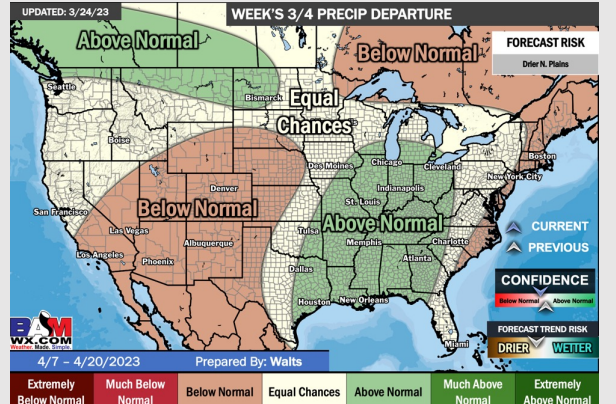 UPDATED: 3/24/23
WEEK'S 3/4 PRECIP DEPARTURE
Above Normal
Below Normal
FORECAST RISK
Drier N. Plains
Seattle
Bismarck
Equal
Chances
Boise
Boston
Des Moines
Chicago
Cleveland
New York City
Denver
Indianapolis
Below Normal
St. Louis
San Francisco
Above Normal
CURRENT
Las Vegas
Tulsa
Memphis
Charlotte
PREVIOUS
Los Angeles
Albuquerque
Atlanta
Phoenix
Dallas
CONFIDENCE
Houston
New Orleans
Below Normal
Above Normal
BAM
WX.COM
Weather. Made. Simple.
FORECAST TREND RISK
Miami
DRIER
WETTER
4/7 – 4/20/2023
Prepared By: Walts
Extremely
Below Normal
Much Below
Normal
Below Normal
Equal Chances
Above Normal
Much Above
Normal
Extremely
Above Normal